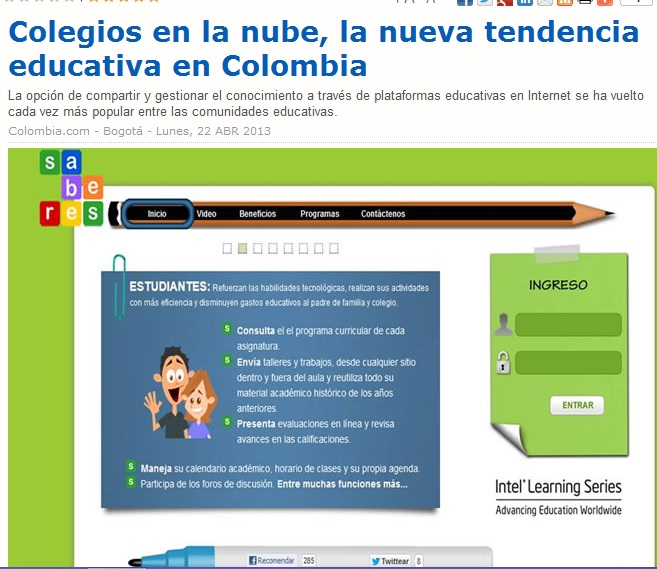 Colegios en la nube, la nueva tendencia
educativa en Colombia
La opción de compartir y gestionar el conocimiento a través de plataformas educativas en Internet se ha vuelto
cada vez más popular entre las comunidades educativas.
Colombia.com - Bogotá - Lunes, 22 ABR 2013
sa
be
res
Inicio Video Beneficios Programas Contáctenos
ESTUDIANTES: Refuerzan las habilidades tecnológicas, realizan sus actividades
con más eficiencia y disminuyen gastos educativos al padre de familia y colegio.
S Consulta el el programa curricular de cada
asignatura.
S Envía talleres y trabajos, desde cualquier sitio
dentro y fuera del aula y reutiliza todo su
material académico histórico de los años
anteriores.
S Presenta evaluaciones en línea y revisa
avances en las calificaciones.
S Maneja su calendario académico, horario de clases y su propia agenda.
S Participa de los foros de discusión. Entre muchas funciones más...
INGRESO
ENTRAR
Intel® Learning Series
Advancing Education Worldwide
Recomendar 285
Twittear 8